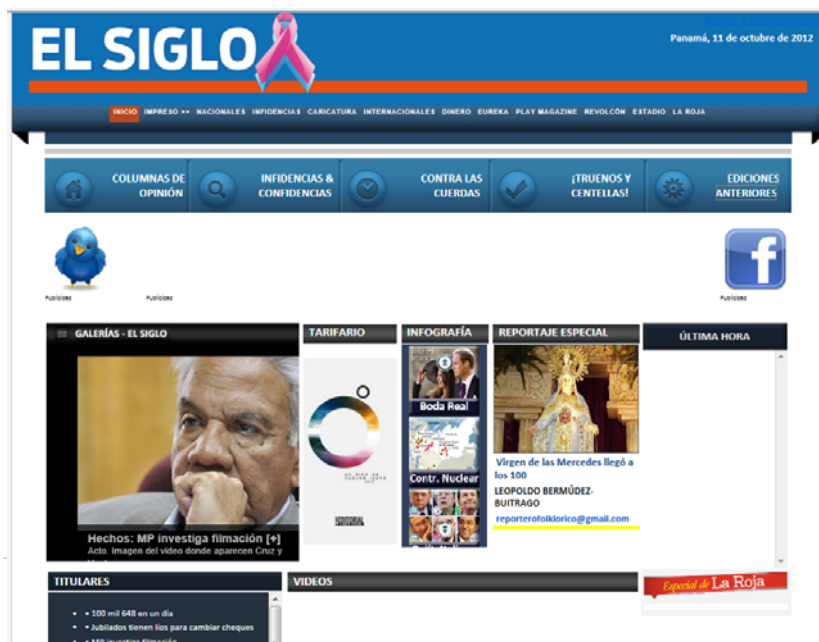 EL SIGLO
Panamá, 11 de octubre de 2012
INICIO IMPRESO >> NACIONALES INFIDENCIAS CARICATURA INTERNACIONALES DINERO EUREKA PLAY MAGAZINE REVOLCÓN ESTADIO LA ROJA
COLUMNAS DE
OPINIÓN
INFIDENCIAS &
CONFIDENCIAS
CONTRA LAS
CUERDAS
¡TRUENOS Y
CENTELLAS!
EDICIONES
ANTERIORES
Publicidad
Publicidad
Publicidad
GALERÍAS - EL SIGLO
Hechos: MP investiga filmación [+]
Acto. Imagen del video donde aparecen Cruz y
TARIFARIO
INFOGRAFÍA
Boda Real
Contr. Nuclear
REPORTAJE ESPECIAL
Virgen de las Mercedes llegó a
los 100
LEOPOLDO BERMÚDEZ-
BUITRAGO
reporterofolklorico@gmail.com
ÚLTIMA HORA
TITULARES
• • 100 mil 648 en un día
• • Jubilados tienen líos para cambiar cheques
• • MP investiga filmación
VIDEOS
Especial de La Roja